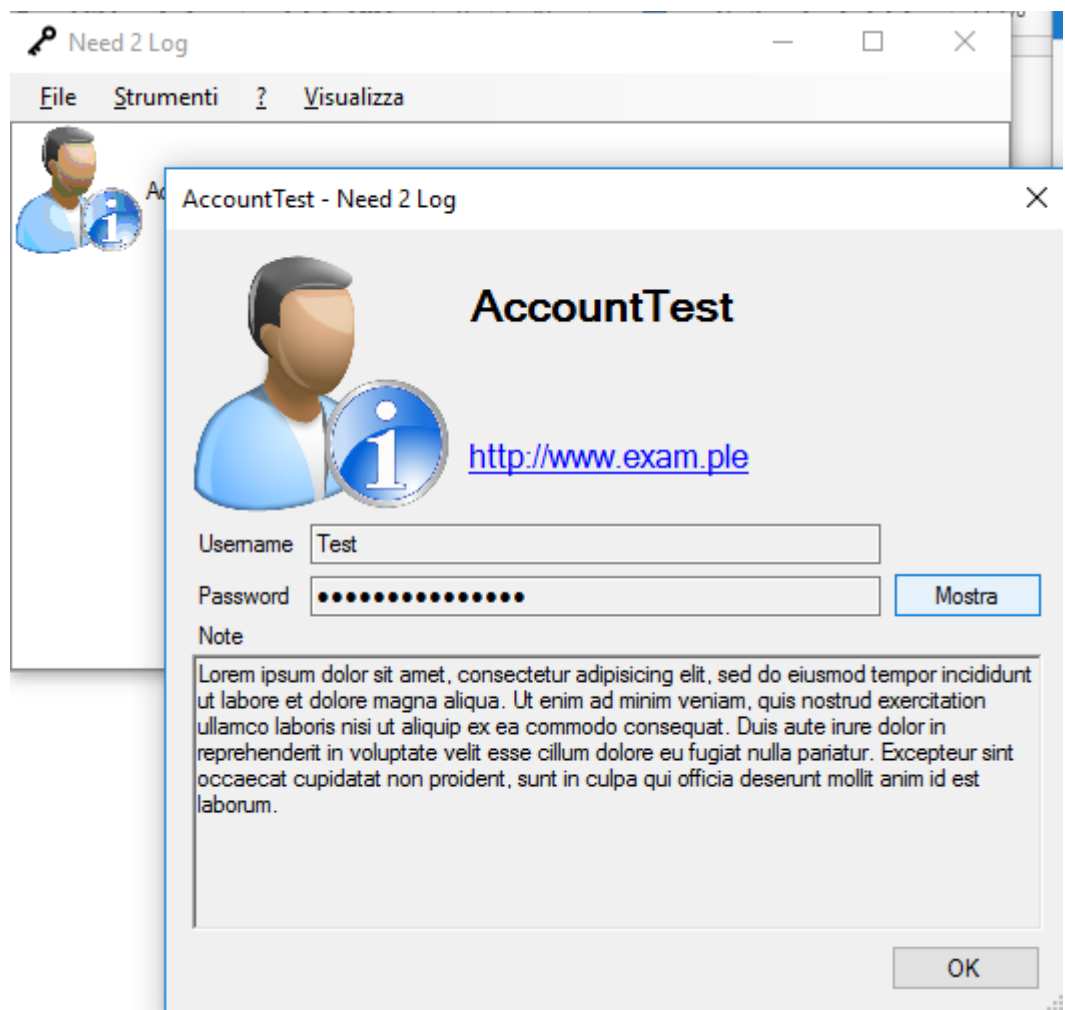 Need 2 Log
File Strumenti ? Visualizza
AccountTest - Need 2 Log
AccountTest
http://www.exam.ple
Username Test
Password ●●●●●●●●●●●●●●● Mostra
Note
Lorem ipsum dolor sit amet, consectetur adipisicing elit, sed do eiusmod tempor incididunt
ut labore et dolore magna aliqua. Ut enim ad minim veniam, quis nostrud exercitation
ullamco laboris nisi ut aliquip ex ea commodo consequat. Duis aute irure dolor in
reprehenderit in voluptate velit esse cillum dolore eu fugiat nulla pariatur. Excepteur sint
occaecat cupidatat non proident, sunt in culpa qui officia deserunt mollit anim id est
laborum.
OK